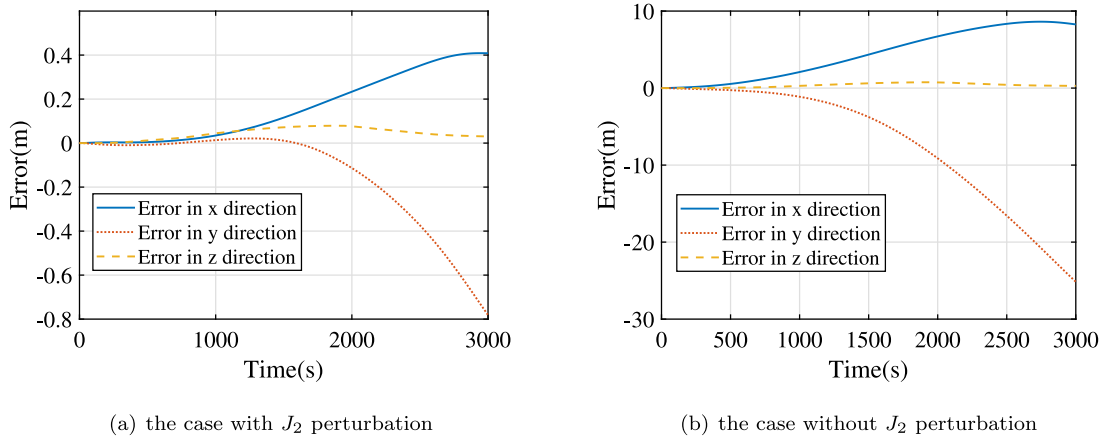 0.4
0.2
0
-0.2
-0.4
-0.6
-0.8
Error(m)
Error in x direction
Error in y direction
Error in z direction
0 1000 2000 3000
Time(s)
(a) the case with J₂ perturbation
10
0
-10
-20
-30
Error(m)
Error in x direction
Error in y direction
Error in z direction
0 500 1000 1500 2000 2500 3000
Time(s)
(b) the case without J₂ perturbation